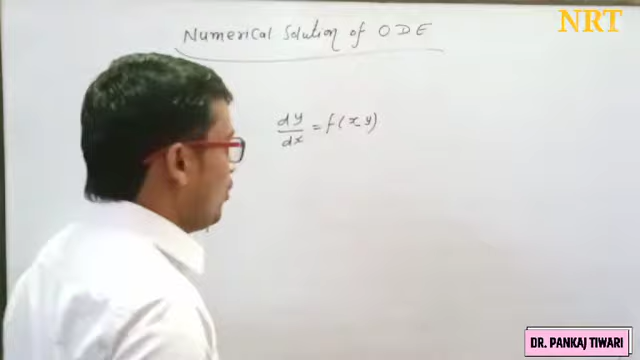 NRT
Numerical Solution of ODE
dy/dx = f(x, y)
DR. PANKAJ TIWARI